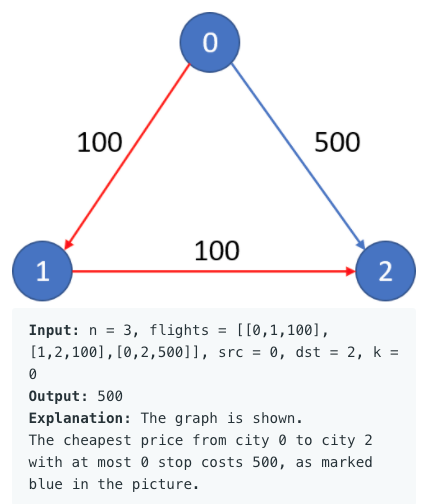 0
100
500
100
1
2
Input: n = 3, flights = [[0,1,100],
[1,2,100],[0,2,500]], src = 0, dst = 2, k =
0
Output: 500
Explanation: The graph is shown.
The cheapest price from city 0 to city 2
with at most 0 stop costs 500, as marked
blue in the picture.